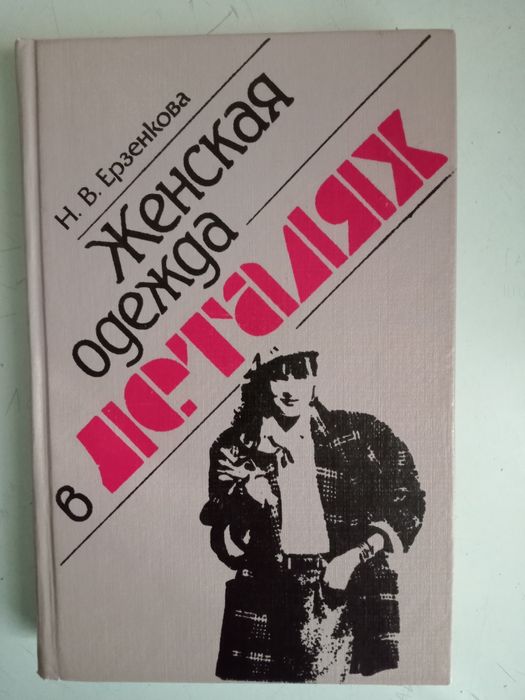 Н. В. Ерзенкова
Женская
одежда
в деталях